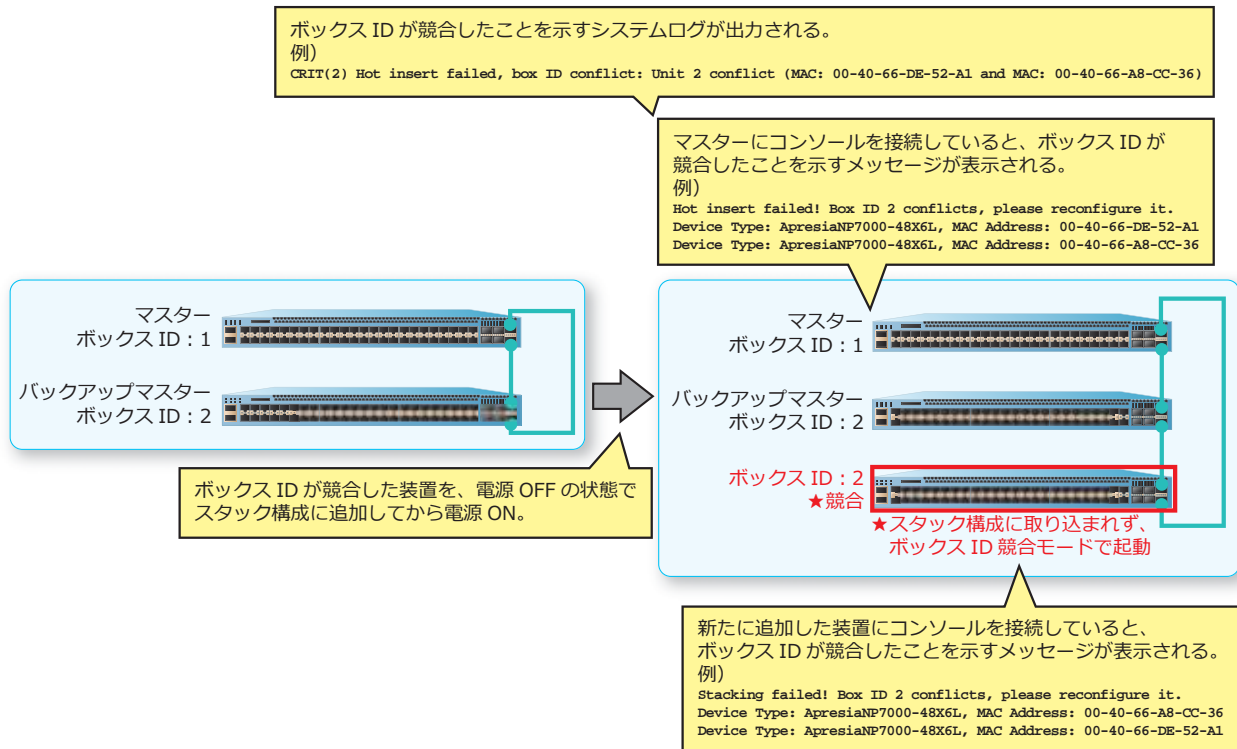 ボックス ID が競合したことを示すシステムログが出力される。
例）
CRIT(2) Hot insert failed, box ID conflict: Unit 2 conflict (MAC: 00-40-66-DE-52-A1 and MAC: 00-40-66-A8-CC-36)
マスターにコンソールを接続していると、ボックス ID が
競合したことを示すメッセージが表示される。
例）
Hot insert failed! Box ID 2 conflicts, please reconfigure it.
Device Type: ApresiaNP7000-48X6L, MAC Address: 00-40-66-DE-52-A1
Device Type: ApresiaNP7000-48X6L, MAC Address: 00-40-66-A8-CC-36
マスター
ボックス ID：1
バックアップマスター
ボックス ID：2
ボックス ID が競合した装置を、電源 OFF の状態で
スタック構成に追加してから電源 ON。
マスター
ボックス ID：1
バックアップマスター
ボックス ID：2
ボックス ID：2
★競合
★スタック構成に取り込まれず、
ボックス ID 競合モードで起動
新たに追加した装置にコンソールを接続していると、
ボックス ID が競合したことを示すメッセージが表示される。
例）
Stacking failed! Box ID 2 conflicts, please reconfigure it.
Device Type: ApresiaNP7000-48X6L, MAC Address: 00-40-66-A8-CC-36
Device Type: ApresiaNP7000-48X6L, MAC Address: 00-40-66-DE-52-A1